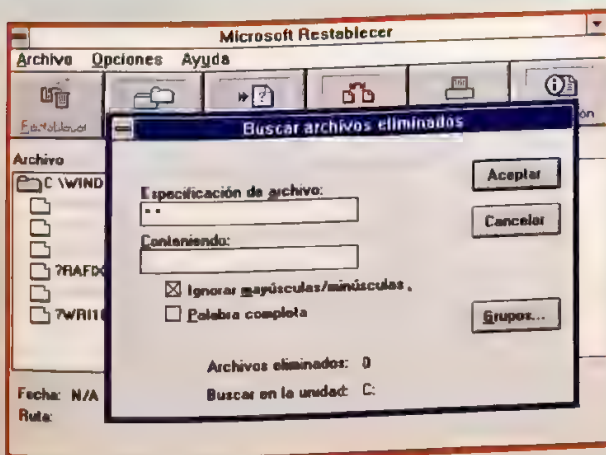 Microsoft Restablecer
Archivo Opciones Ayuda
Restablecer
Buscar archivos eliminados
Archivo
C:\WIND
?RAFD
?WRI1
Especificación de archivo:
*.*
Conteniendo:
Ignorar mayúsculas/minúsculas.
Palabra completa
Archivos eliminados: 0
Buscar en la unidad: C:
Aceptar
Cancelar
Grupos...
Fecha: N/A
Ruta: